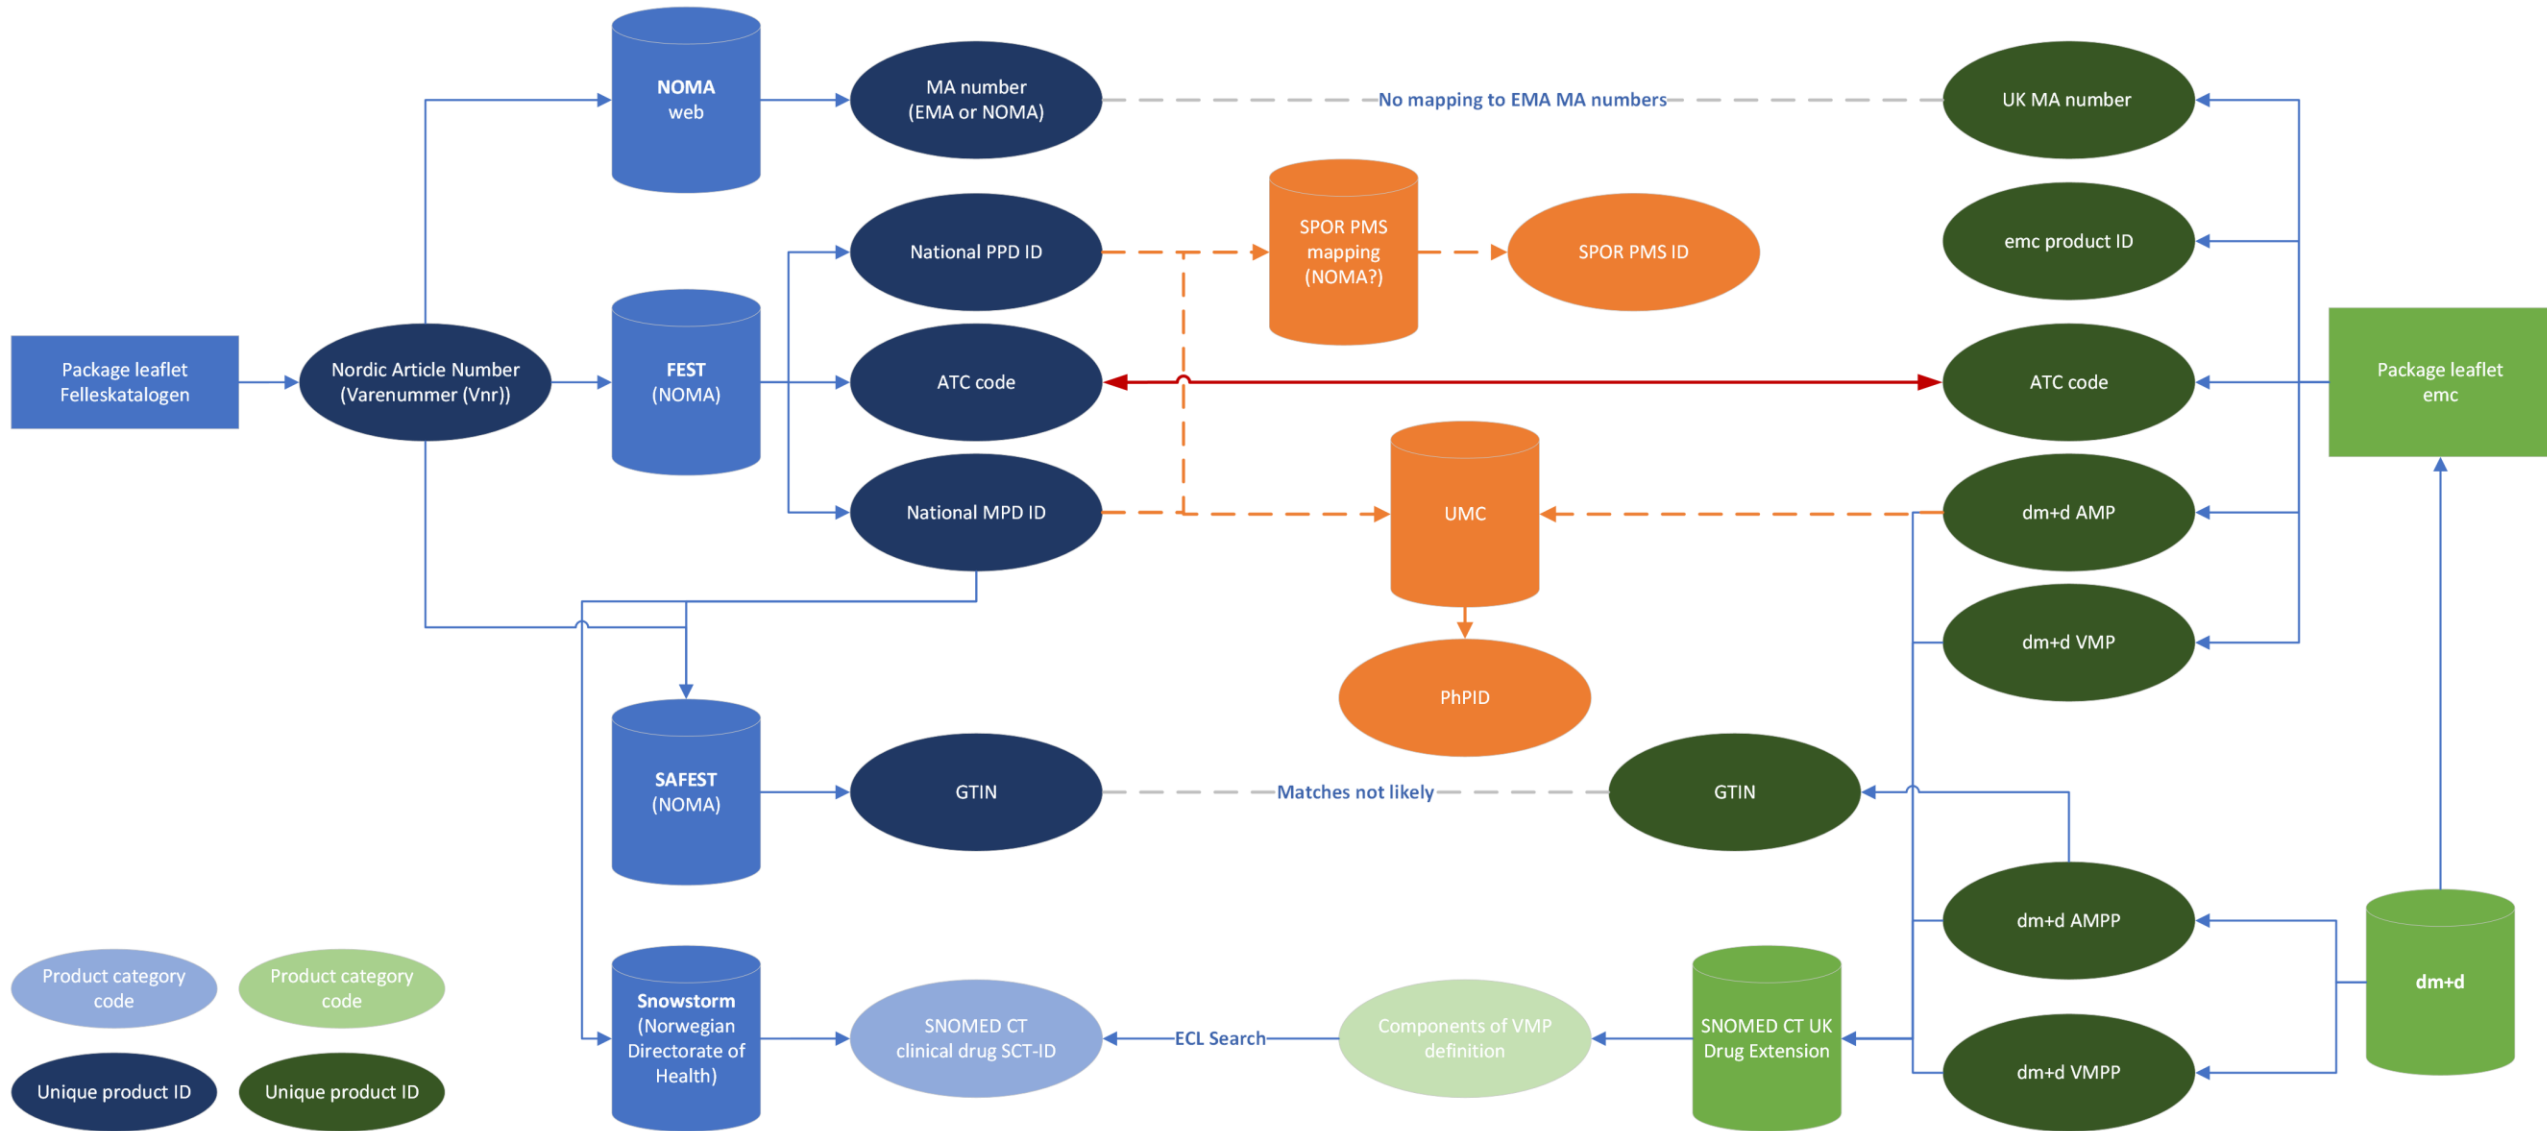 NOMA
web
MA number
(EMA or NOMA)
No mapping to EMA MA numbers
UK MA number
National PPD ID
SPOR PMS
mapping
(NOMA?)
SPOR PMS ID
emc product ID
Package leaflet
Felleskatalogen
Nordic Article Number
(Varenummer (Vnr))
FEST
(NOMA)
ATC code
ATC code
Package leaflet
emc
National MPD ID
UMC
dm+d AMP
dm+d VMP
PhPID
SAFEST
(NOMA)
GTIN
Matches not likely
GTIN
dm+d AMPP
Product category
code
Product category
code
Snowstorm
(Norwegian
Directorate of
Health)
SNOMED CT
clinical drug SCT-ID
ECL Search
Components of VMP
definition
SNOMED CT UK
Drug Extension
dm+d
dm+d VMPP
Unique product ID
Unique product ID